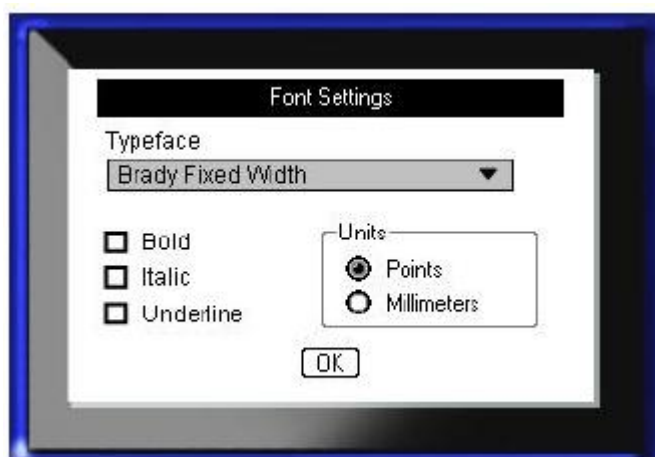 Font Settings
Typeface
Brady Fixed Width
Bold
Italic
Underline
Units
Points
Millimeters
OK